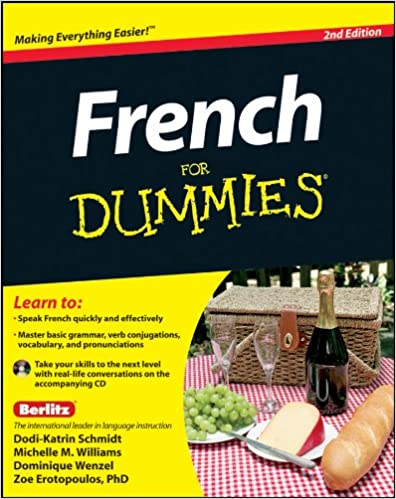 Making Everything Easier!™
2nd Edition
French
FOR
DUMMIES®
Learn to:
• Speak French quickly and effectively
• Master basic grammar, verb conjugations,
vocabulary, and pronunciations
Take your skills to the next level
with real-life conversations on the
accompanying CD
Berlitz
The international leader in language instruction
Dodi-Katrin Schmidt
Michelle M. Williams
Dominique Wenzel
Zoe Erotopoulos, PhD